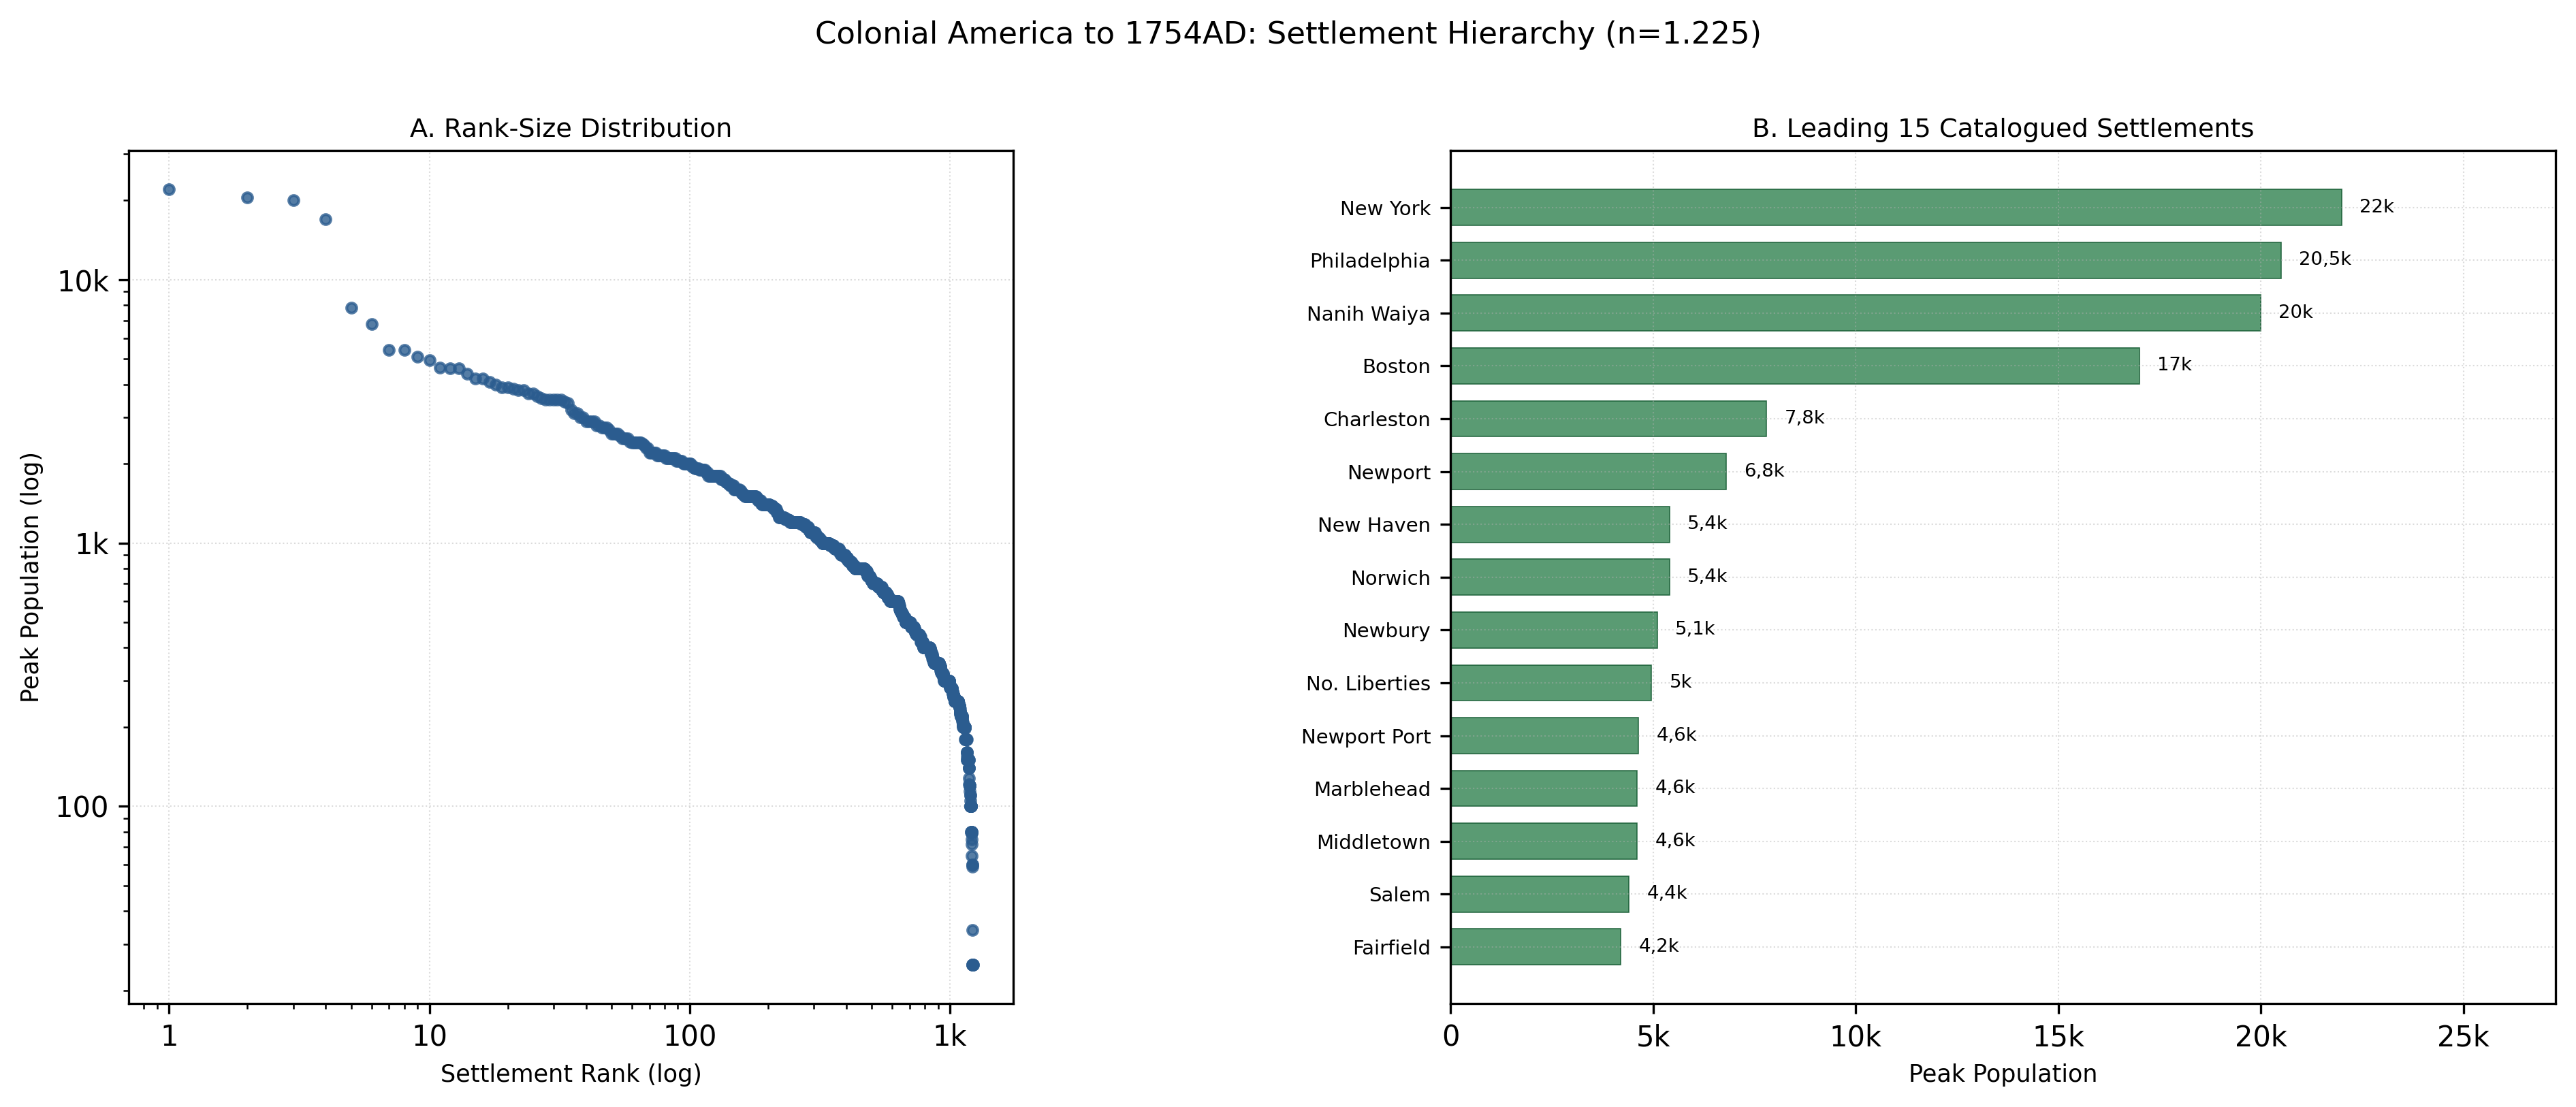 Colonial America to 1754AD: Settlement Hierarchy (n=1.225)
A. Rank-Size Distribution
Peak Population (log)
10k
1k
100
1
10
100
1k
Settlement Rank (log)
B. Leading 15 Catalogued Settlements
New York
22k
Philadelphia
20,5k
Nanih Waiya
20k
Boston
17k
Charleston
7,8k
Newport
6,8k
New Haven
5,4k
Norwich
5,4k
Newbury
5,1k
No. Liberties
5k
Newport Port
4,6k
Marblehead
4,6k
Middletown
4,6k
Salem
4,4k
Fairfield
4,2k
0
5k
10k
15k
20k
25k
Peak Population